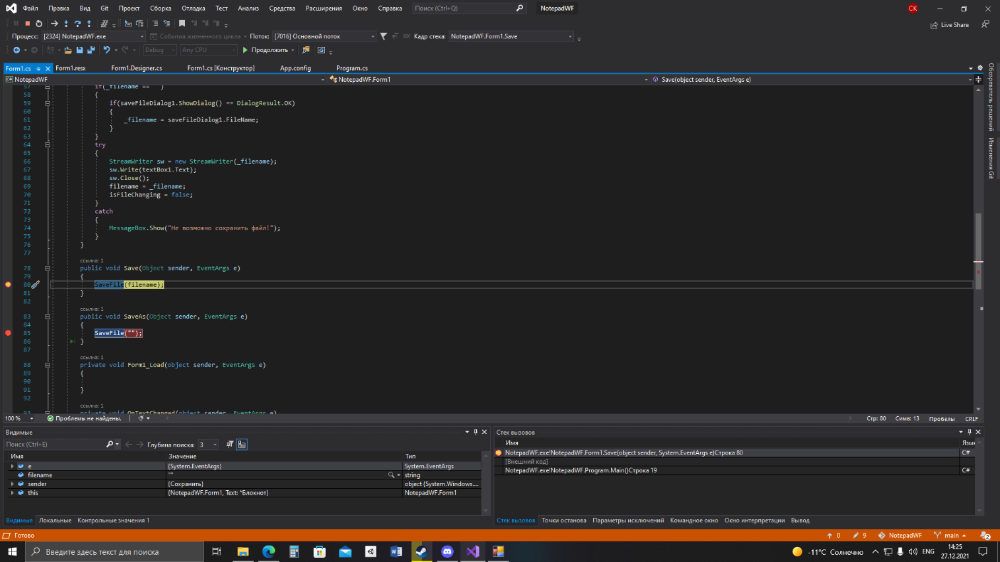 Файл Правка Вид Git Проект Сборка Отладка Тест Анализ Средства Расширения Окно Справка Поиск (Ctrl+Q) NotepadWF СК
Live Share
Процесс: [2324] NotepadWF.exe События жизненного цикла Поток: [7016] Основной поток Кадр стека: NotepadWF.Form1.Save
Debug Any CPU Продолжить
Form1.cs Form1.resx Form1.Designer.cs Form1.cs [Конструктор] App.config Program.cs
NotepadWF NotepadWF.Form1 Save(object sender, EventArgs e)
Обозреватель решений
Изменения Git
57 if(_filename == "")
58 {
59 if(saveFileDialog1.ShowDialog() == DialogResult.OK)
60 {
61 _filename = saveFileDialog1.FileName;
62 }
63 }
64 try
65 {
66 StreamWriter sw = new StreamWriter(_filename);
67 sw.Write(textBox1.Text);
68 sw.Close();
69 filename = _filename;
70 isFileChanging = false;
71 }
72 catch
73 {
74 MessageBox.Show("Не возможно сохранить файл!");
75 }
76 }
77
ссылка: 1
78 public void Save(Object sender, EventArgs e)
79 {
80 SaveFile(filename);
81 }
82
ссылка: 1
83 public void SaveAs(Object sender, EventArgs e)
84 {
85 SaveFile("");
86 }
87
ссылка: 1
88 private void Form1_Load(object sender, EventArgs e)
89 {
90
91 }
92
ссылка: 1
93 private void OnTextChanged(object sender, EventArgs e)
100 % Проблемы не найдены. Стр: 80 Симв: 13 Пробелы CRLF
Видимые
Поиск (Ctrl+E) Глубина поиска: 3
Имя Значение Тип
e {System.EventArgs} System.EventArgs
filename "" string
sender {Сохранить} object {System.Windows....
this {NotepadWF.Form1, Text: *Блокнот} NotepadWF.Form1
Видимые Локальные Контрольные значения 1
Стек вызовов
Имя Язык
NotepadWF.exe!NotepadWF.Form1.Save(object sender, System.EventArgs e)Строка 80 C#
[Внешний код]
NotepadWF.exe!NotepadWF.Program.Main()Строка 19 C#
Стек вызовов Точки останова Параметры исключений Командное окно Окно интерпретации Вывод
Готово 0 9 NotepadWF main 2
Введите здесь текст для поиска -11°C Солнечно ENG 14:25
27.12.2021